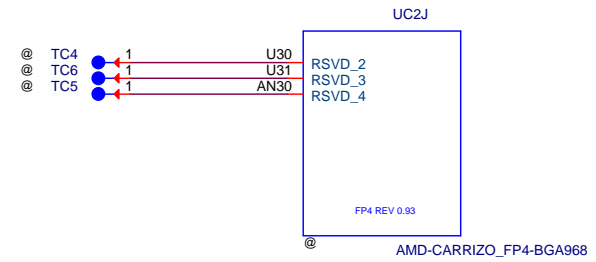 UC2J
@ TC4 1 U30 RSVD_2
@ TC6 1 U31 RSVD_3
@ TC5 1 AN30 RSVD_4
FP4 REV 0.93
@
AMD-CARRIZO_FP4-BGA968